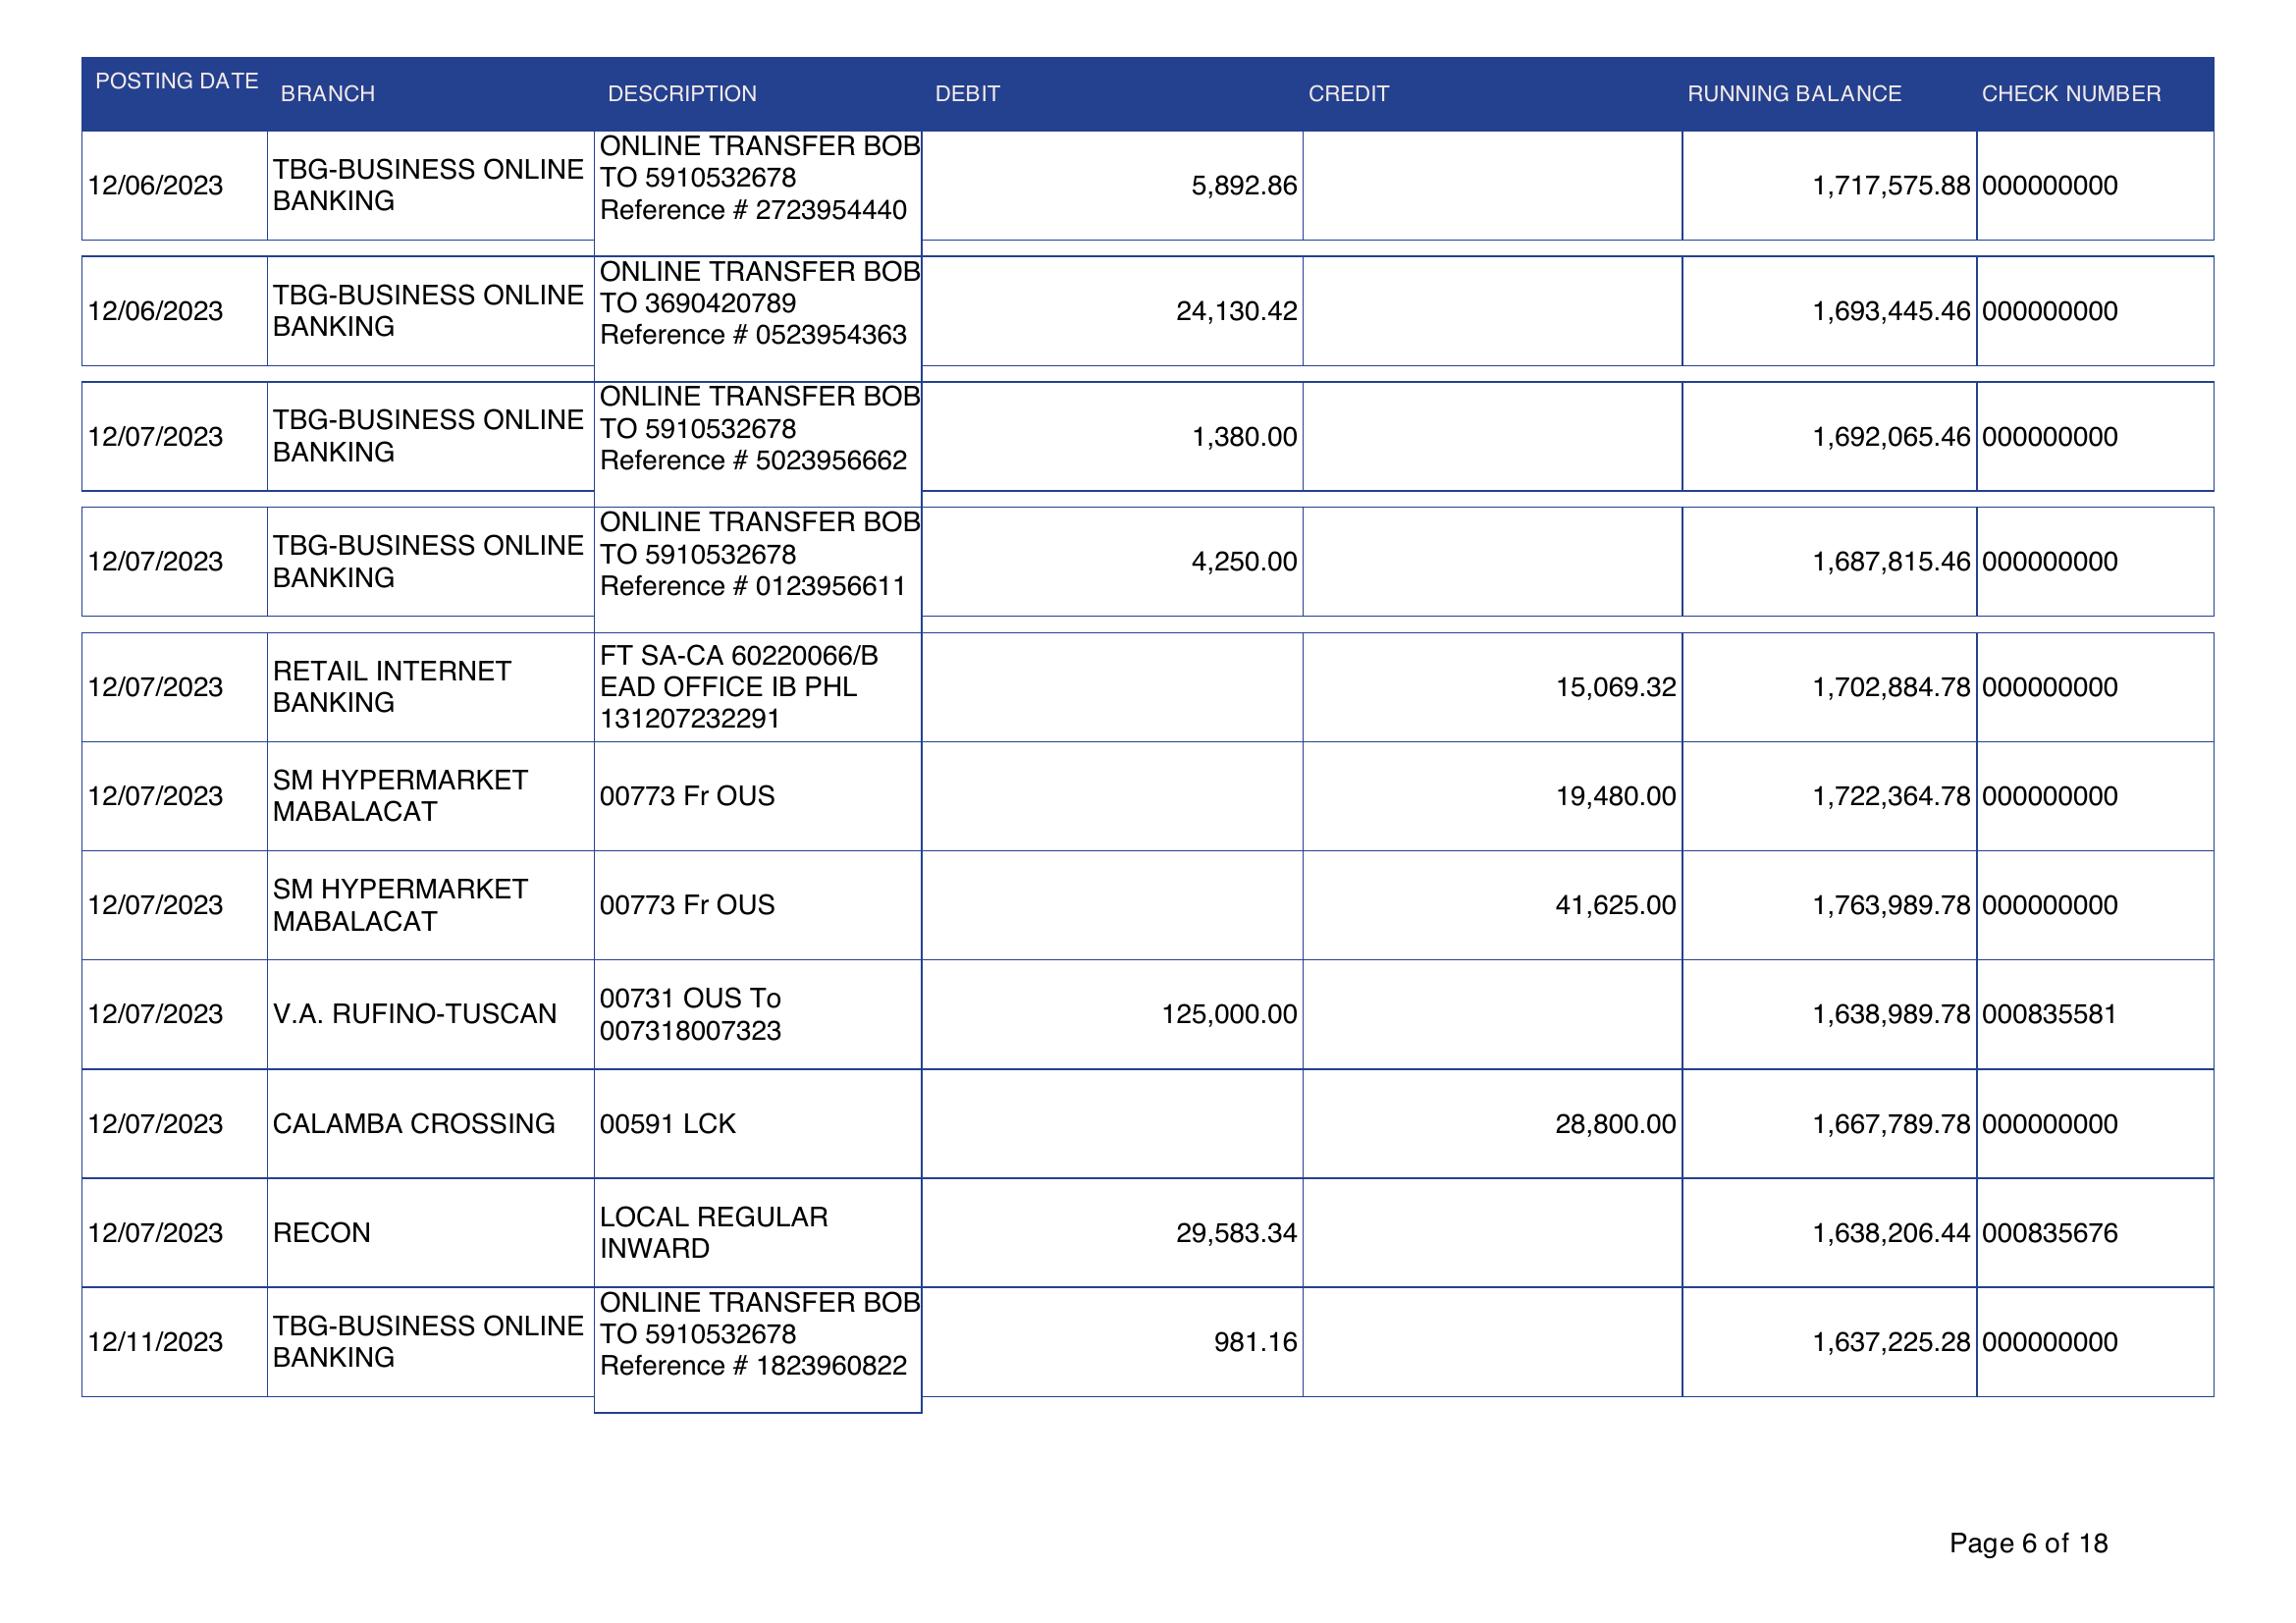 POSTING DATE BRANCH DESCRIPTION DEBIT CREDIT RUNNING BALANCE CHECK NUMBER
12/06/2023 TBG-BUSINESS ONLINE BANKING ONLINE TRANSFER BOB TO 5910532678 Reference # 2723954440 5,892.86 1,717,575.88 000000000
12/06/2023 TBG-BUSINESS ONLINE BANKING ONLINE TRANSFER BOB TO 3690420789 Reference # 0523954363 24,130.42 1,693,445.46 000000000
12/07/2023 TBG-BUSINESS ONLINE BANKING ONLINE TRANSFER BOB TO 5910532678 Reference # 5023956662 1,380.00 1,692,065.46 000000000
12/07/2023 TBG-BUSINESS ONLINE BANKING ONLINE TRANSFER BOB TO 5910532678 Reference # 0123956611 4,250.00 1,687,815.46 000000000
12/07/2023 RETAIL INTERNET BANKING FT SA-CA 60220066/B EAD OFFICE IB PHL 131207232291 15,069.32 1,702,884.78 000000000
12/07/2023 SM HYPERMARKET MABALACAT 00773 Fr OUS 19,480.00 1,722,364.78 000000000
12/07/2023 SM HYPERMARKET MABALACAT 00773 Fr OUS 41,625.00 1,763,989.78 000000000
12/07/2023 V.A. RUFINO-TUSCAN 00731 OUS To 007318007323 125,000.00 1,638,989.78 000835581
12/07/2023 CALAMBA CROSSING 00591 LCK 28,800.00 1,667,789.78 000000000
12/07/2023 RECON LOCAL REGULAR INWARD 29,583.34 1,638,206.44 000835676
12/11/2023 TBG-BUSINESS ONLINE BANKING ONLINE TRANSFER BOB TO 5910532678 Reference # 1823960822 981.16 1,637,225.28 000000000
Page 6 of 18